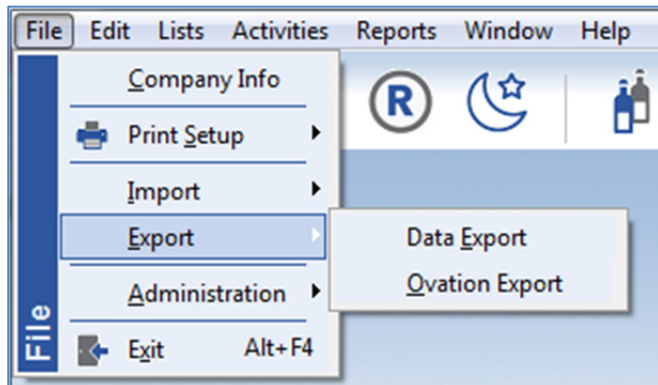 File Edit Lists Activities Reports Window Help
Company Info
R
Print Setup
Import
Export
Data Export
Ovation Export
Administration
Exit Alt+F4
File